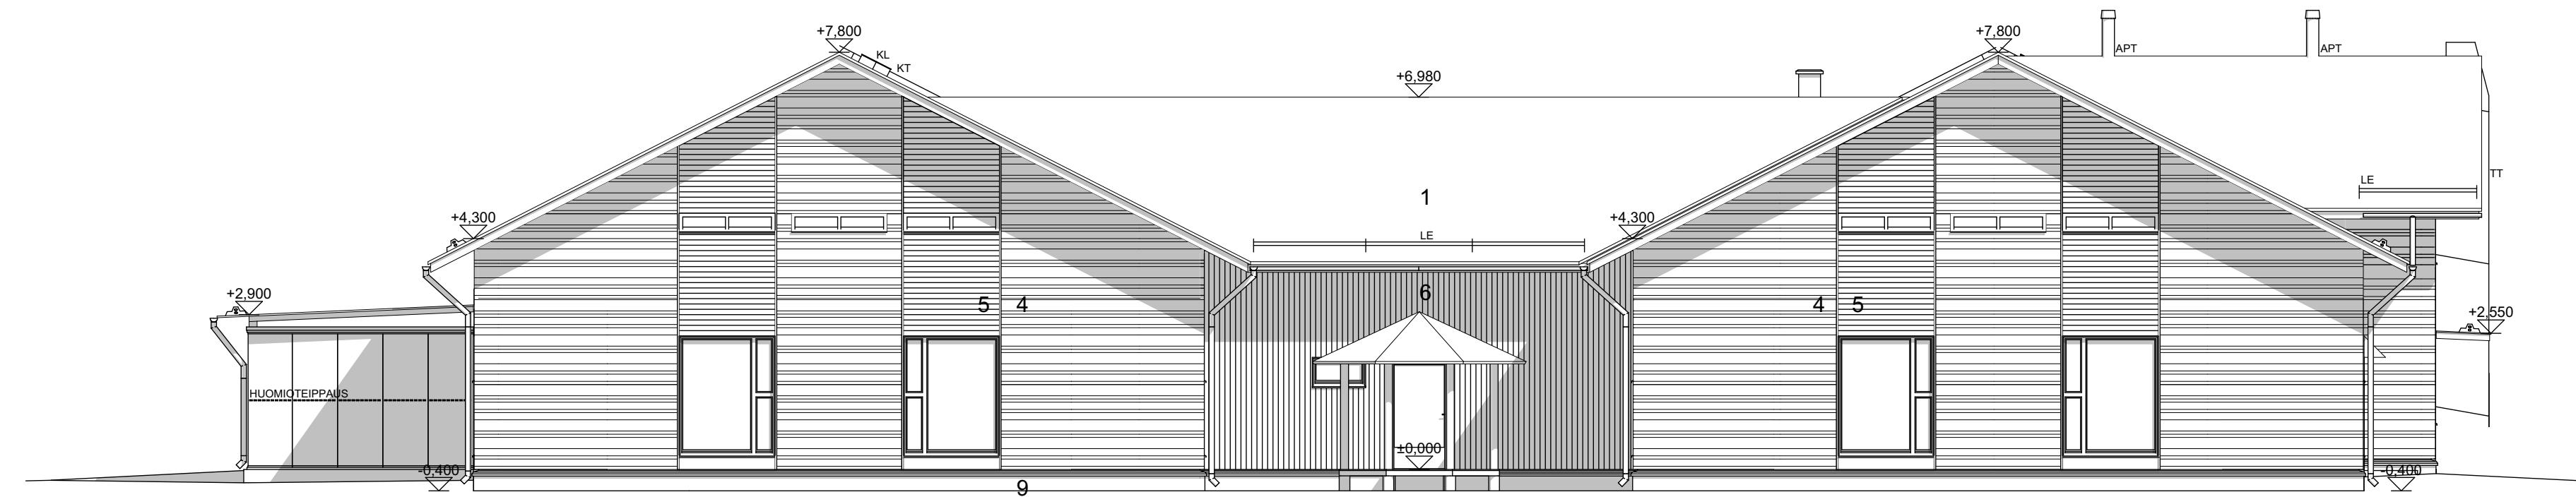 +7,800
KL
KT
+6,980
+7,800
APT
APT
TT
LE
1
+4,300
+4,300
LE
+2,900
6
5 4
4 5
+2,550
HUOMIOTEIPPAUS
±0,000
-0,400
-0,400
9